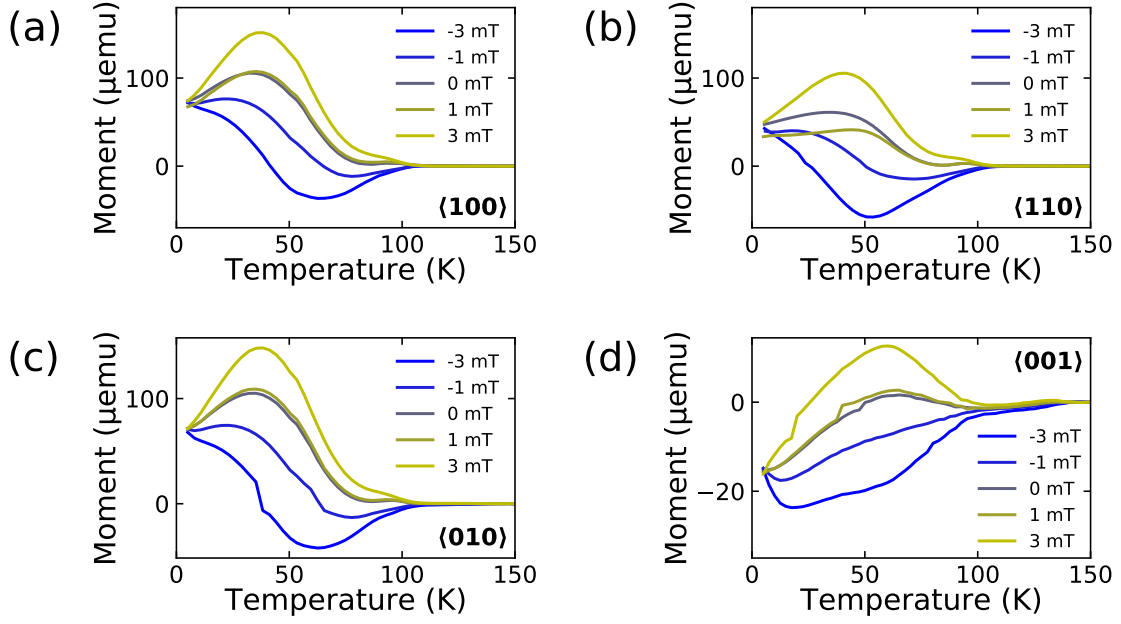 (a)
Moment (μemu)
100
0
-3 mT
-1 mT
0 mT
1 mT
3 mT
⟨100⟩
0 50 100 150
Temperature (K)
(b)
Moment (μemu)
100
0
-3 mT
-1 mT
0 mT
1 mT
3 mT
⟨110⟩
0 50 100 150
Temperature (K)
(c)
Moment (μemu)
100
0
-3 mT
-1 mT
0 mT
1 mT
3 mT
⟨010⟩
0 50 100 150
Temperature (K)
(d)
Moment (μemu)
⟨001⟩
0
−20
-3 mT
-1 mT
0 mT
1 mT
3 mT
0 50 100 150
Temperature (K)